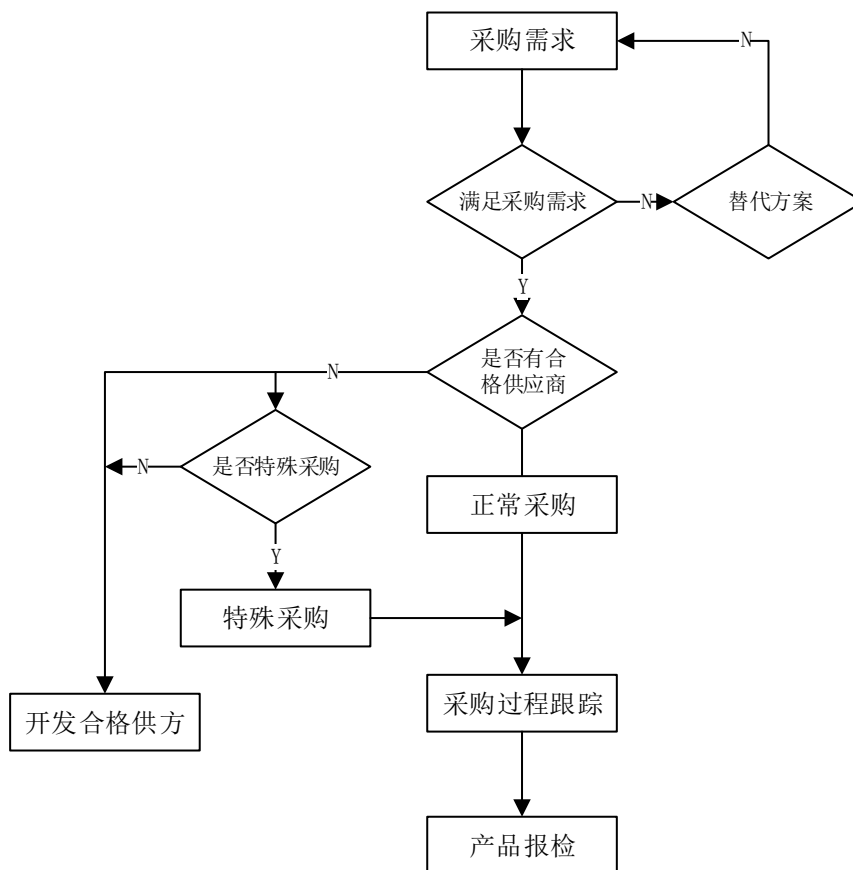 采购需求
N
满足采购需求
N
替代方案
Y
是否有合
格供应商
N
是否特殊采购
N
正常采购
Y
特殊采购
采购过程跟踪
开发合格供方
产品报检